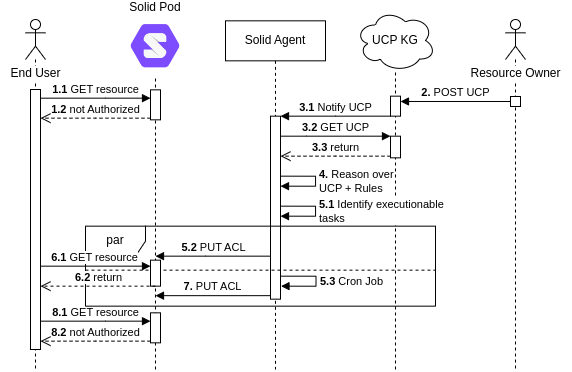 Solid Pod
Solid Agent
UCP KG
End User
Resource Owner
1.1 GET resource
2. POST UCP
1.2 not Authorized
3.1 Notify UCP
3.2 GET UCP
3.3 return
4. Reason over
UCP + Rules
5.1 Identify executionable
tasks
par
5.2 PUT ACL
6.1 GET resource
6.2 return
5.3 Cron Job
7. PUT ACL
8.1 GET resource
8.2 not Authorized